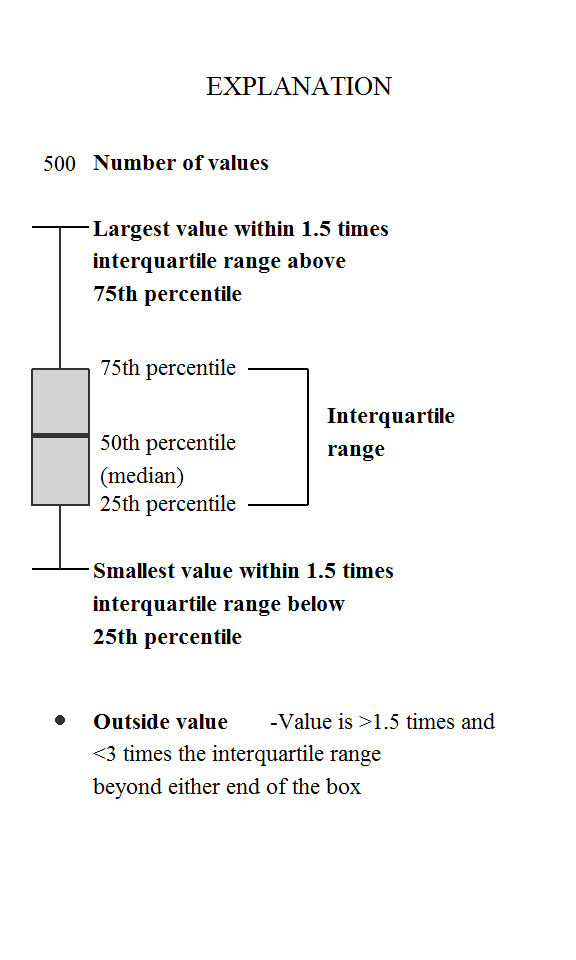 EXPLANATION
500 Number of values
Largest value within 1.5 times
interquartile range above
75th percentile
75th percentile
Interquartile
range
50th percentile
(median)
25th percentile
Smallest value within 1.5 times
interquartile range below
25th percentile
Outside value -Value is >1.5 times and
<3 times the interquartile range
beyond either end of the box